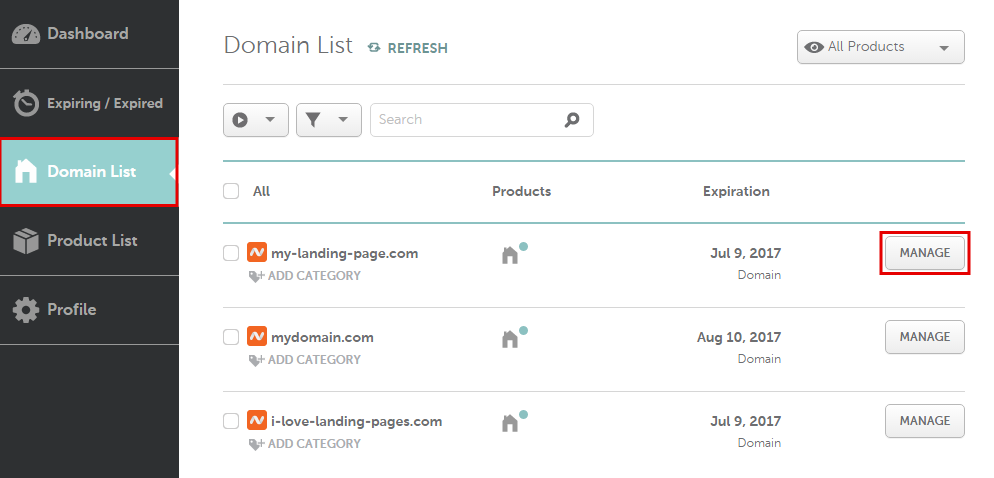 Dashboard
Expiring / Expired
Domain List
Product List
Profile
Domain List REFRESH
All Products
Search
All Products Expiration
my-landing-page.com Jul 9, 2017 MANAGE
ADD CATEGORY Domain
mydomain.com Aug 10, 2017 MANAGE
ADD CATEGORY Domain
i-love-landing-pages.com Jul 9, 2017 MANAGE
ADD CATEGORY Domain